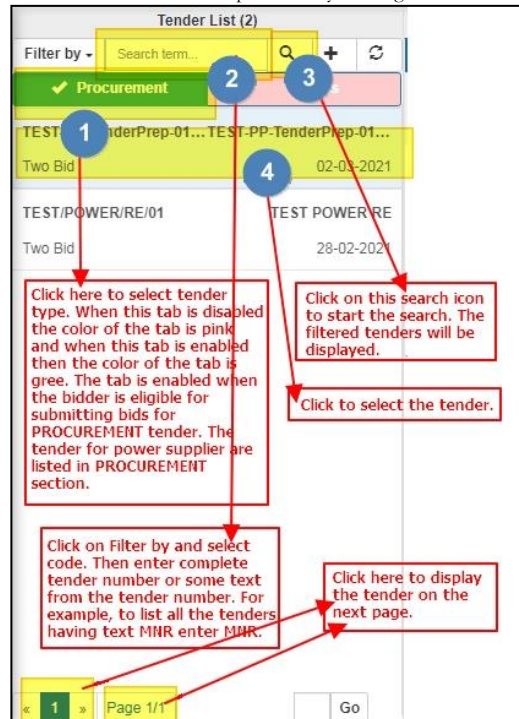 Tender List (2)
Filter by
Search term...
2
3
Procurement
s
TEST- 1 nderPrep-01... TEST-PP-TenderPrep-01...
Two Bid
4
02-03-2021
TEST/POWER/RE/01
TEST POWER RE
Two Bid
28-02-2021
Click here to select tender
type. When this tab is disabled
the color of the tab is pink
and when this tab is enabled
then the color of the tab is
gree. The tab is enabled when
the bidder is eligible for
submitting bids for
PROCUREMENT tender. The
tender for power supplier are
listed in PROCUREMENT
section.
Click on this search icon
to start the search. The
filtered tenders will be
displayed.
Click to select the tender.
Click on Filter by and select
code. Then enter complete
tender number or some text
from the tender number. For
example, to list all the tenders
having text MNR enter MNR.
Click here to display
the tender on the
next page.
« 1 » Page 1/1 Go